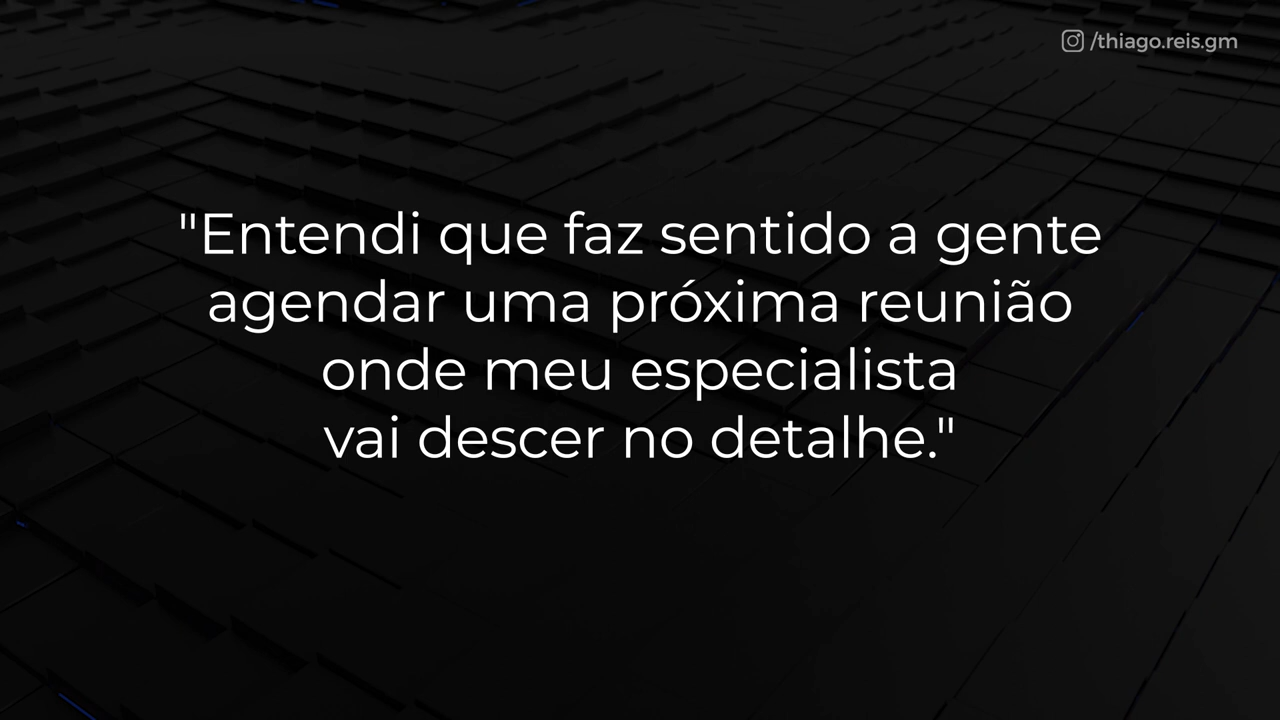 /thiago.reis.gm
"Entendi que faz sentido a gente
agendar uma próxima reunião
onde meu especialista
vai descer no detalhe."